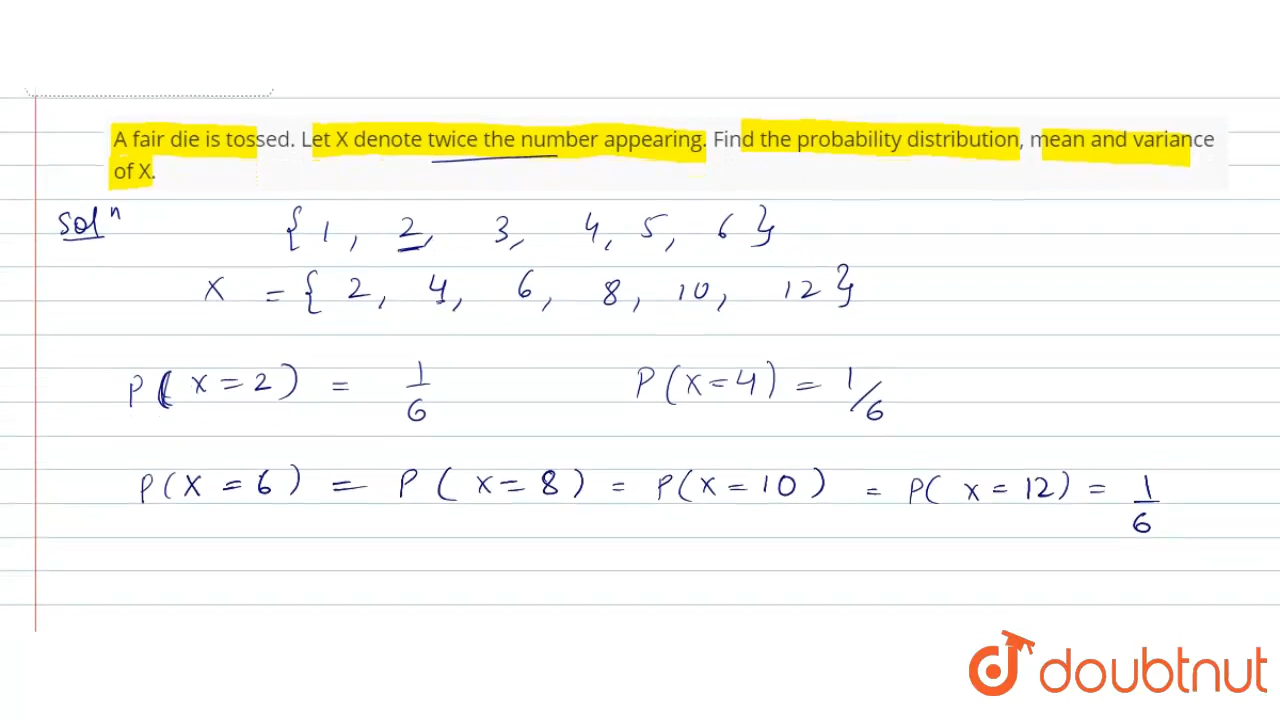 A fair die is tossed. Let X denote twice the number appearing. Find the probability distribution, mean and variance
of X.
Solⁿ { 1 , 2, 3, 4, 5, 6 }
X = { 2, 4, 6, 8, 10, 12 }
P( X = 2 ) = 1/6 P(X=4) = 1/6
P( X = 6 ) = P ( X = 8 ) = P(X = 10 ) = P( X = 12 ) = 1/6
doubtnut